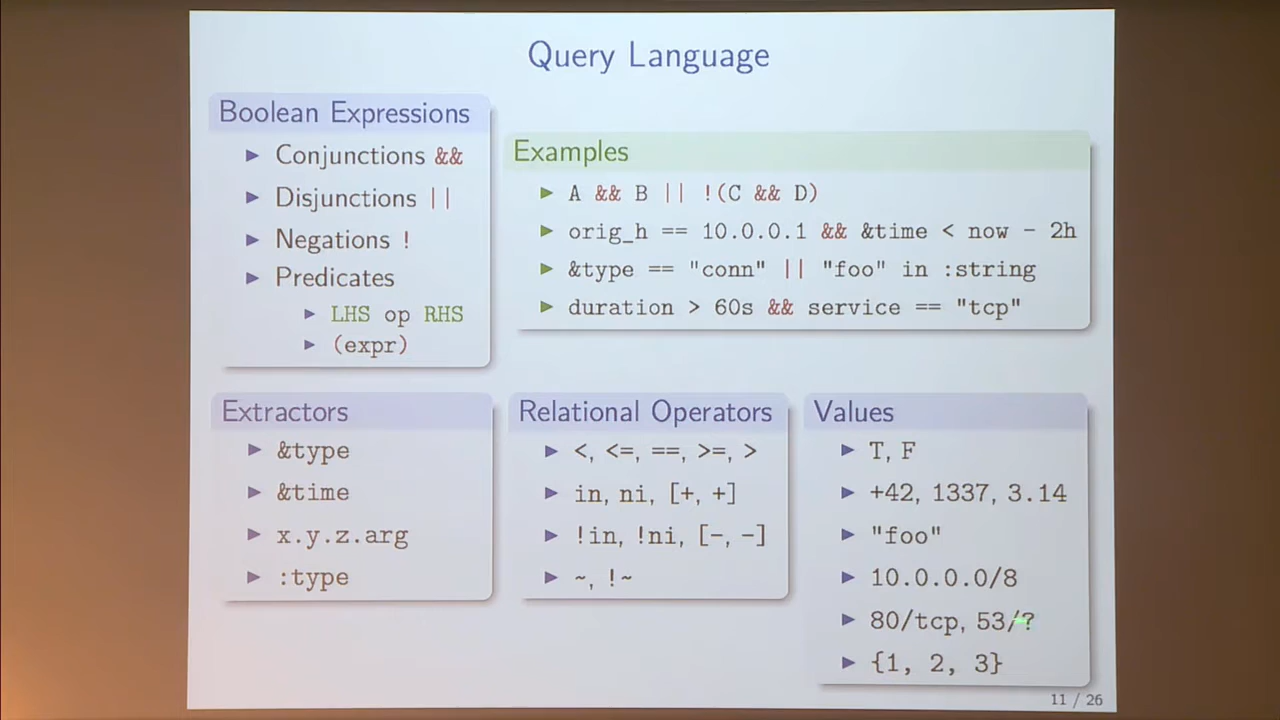 Query Language
Boolean Expressions
Conjunctions &&
Disjunctions ||
Negations !
Predicates
LHS op RHS
(expr)
Examples
A && B || !(C && D)
orig_h == 10.0.0.1 && &time < now - 2h
&type == "conn" || "foo" in :string
duration > 60s && service == "tcp"
Extractors
&type
&time
x.y.z.arg
:type
Relational Operators
<, <=, ==, >=, >
in, ni, [+, +]
!in, !ni, [-, -]
~, !~
Values
T, F
+42, 1337, 3.14
"foo"
10.0.0.0/8
80/tcp, 53/?
{1, 2, 3}
11 / 26